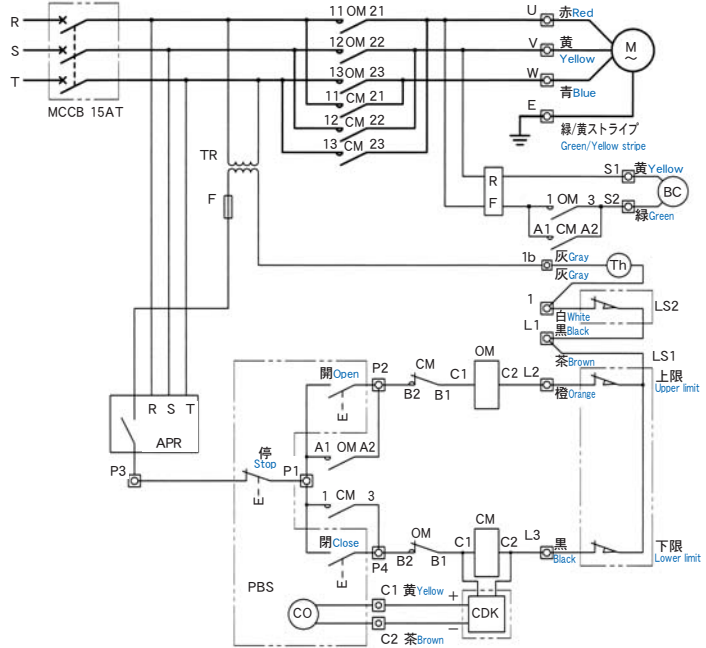 R
S
T
MCCB 15AT
11 OM 21
12 OM 22
13 OM 23
11 CM 21
12 CM 22
13 CM 23
U 赤Red
V 黄Yellow
W 青Blue
E
緑/黄ストライプ
Green/Yellow stripe
M
~
TR
F
R
F
S1 黄Yellow
1 OM 3 S2
緑Green
BC
A1 CM A2
1b 灰Gray
灰Gray
Th
1
白White
LS2
L1
黒Black
茶Brown
LS1
開Open
P2
CM
B2 B1
C1 OM C2
L2
橙Orange
上限
Upper limit
R S T
APR
A1 OM A2
停
Stop
P3
P1
1 CM 3
閉Close
P4
OM
B2 B1
C1 CM C2
L3
黒
Black
下限
Lower limit
PBS
CO
C1 黄Yellow
+
CDK
−
C2 茶Brown
E
E
E